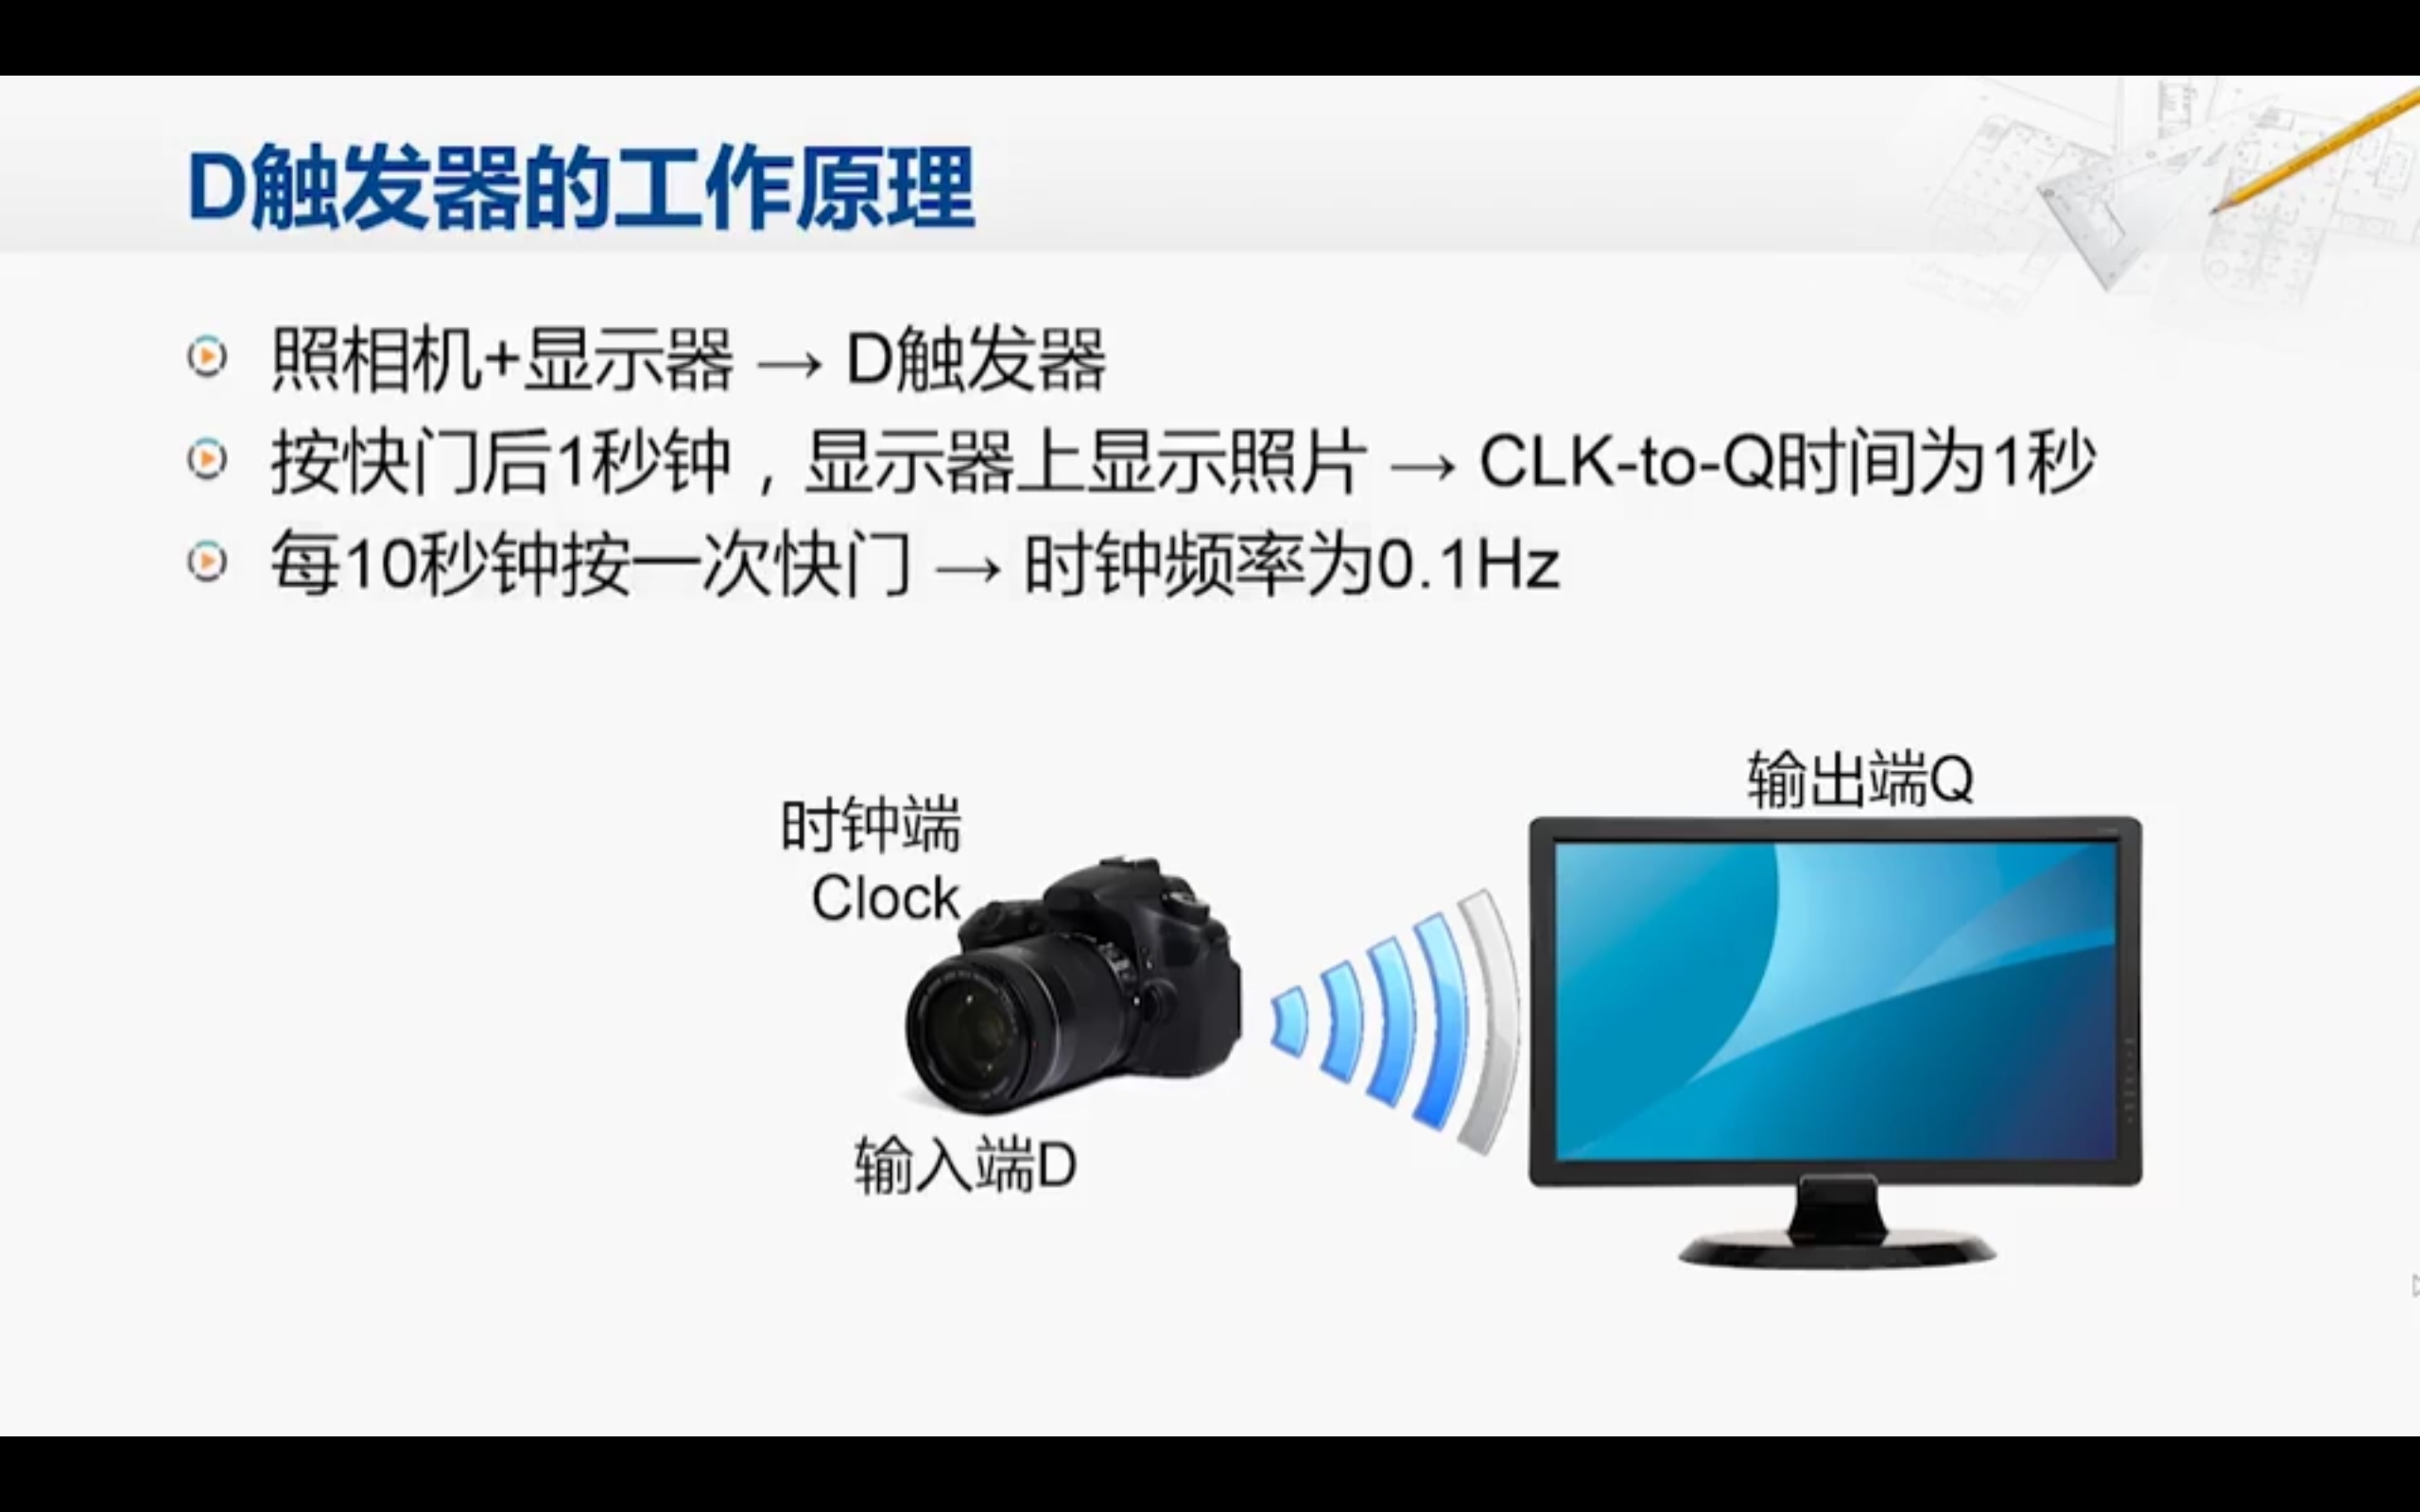 D触发器的工作原理
照相机+显示器 → D触发器
按快门后1秒钟，显示器上显示照片 → CLK-to-Q时间为1秒
每10秒钟按一次快门 → 时钟频率为0.1Hz
时钟端
Clock
输入端D
输出端Q